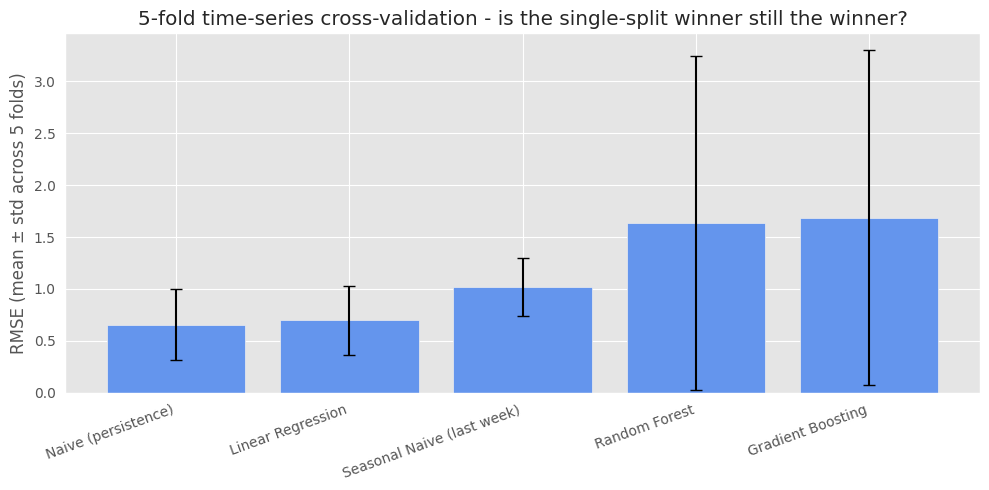 5-fold time-series cross-validation - is the single-split winner still the winner?
RMSE (mean ± std across 5 folds)
3.0
2.5
2.0
1.5
1.0
0.5
0.0
Naive (persistence)
Linear Regression
Seasonal Naive (last week)
Random Forest
Gradient Boosting